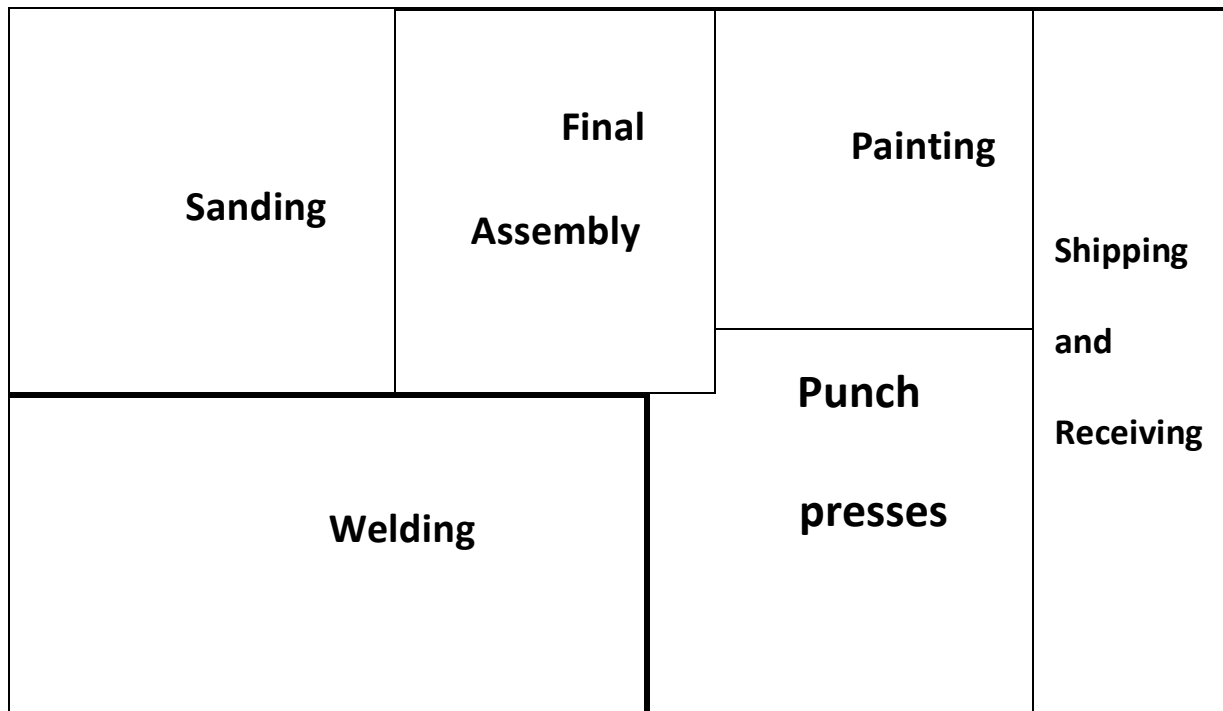 Sanding
Final
Assembly
Painting
Shipping
and
Receiving
Welding
Punch
presses